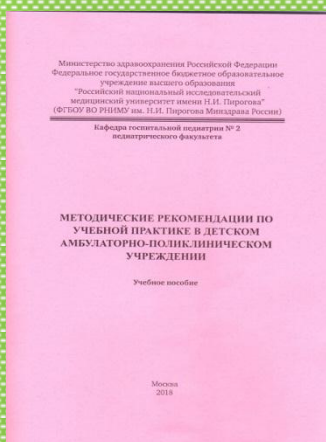 Министерство здравоохранения Российской Федерации
Федеральное государственное бюджетное образовательное
учреждение высшего образования
"Российский национальный исследовательский
медицинский университет имени Н.И. Пирогова"
(ФГБОУ ВО РНИМУ им. Н.И. Пирогова Минздрава России)
Кафедра госпитальной педиатрии № 2
педиатрического факультета
МЕТОДИЧЕСКИЕ РЕКОМЕНДАЦИИ ПО
УЧЕБНОЙ ПРАКТИКЕ В ДЕТСКОМ
АМБУЛАТОРНО-ПОЛИКЛИНИЧЕСКОМ
УЧРЕЖДЕНИИ
Учебное пособие
Москва
2018